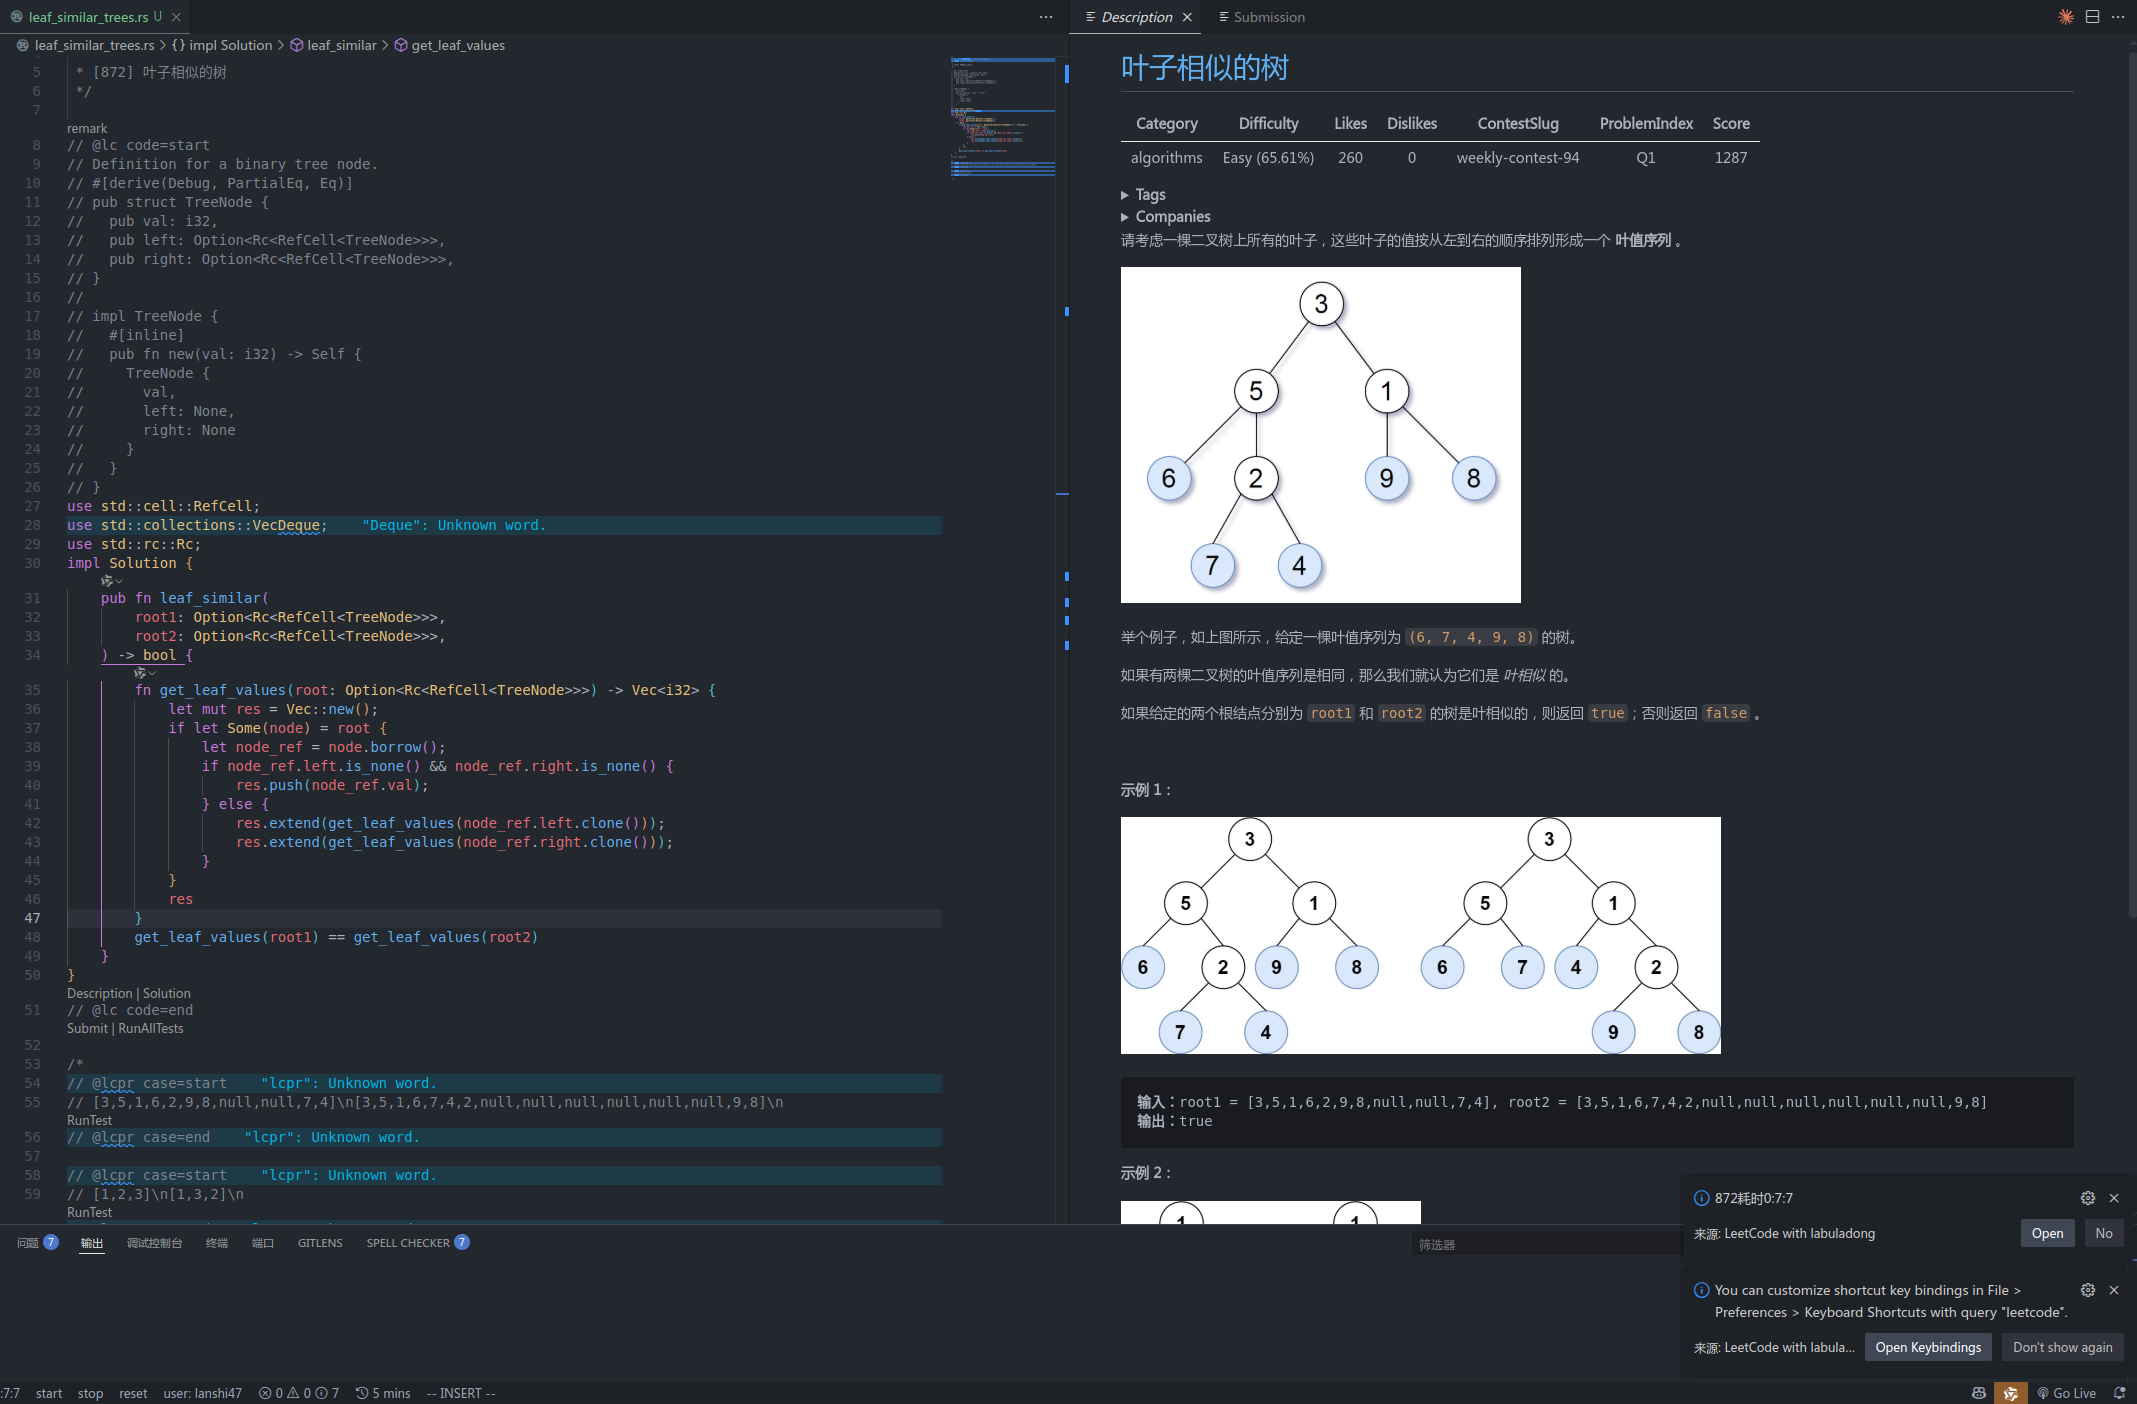 leaf_similar_trees.rs U
leaf_similar_trees.rs > {} impl Solution > leaf_similar > get_leaf_values
5 * [872] 叶子相似的树
6 */
7
remark
8 // @lc code=start
9 // Definition for a binary tree node.
10 // #[derive(Debug, PartialEq, Eq)]
11 // pub struct TreeNode {
12 //   pub val: i32,
13 //   pub left: Option<Rc<RefCell<TreeNode>>>,
14 //   pub right: Option<Rc<RefCell<TreeNode>>>,
15 // }
16 //
17 // impl TreeNode {
18 //   #[inline]
19 //   pub fn new(val: i32) -> Self {
20 //     TreeNode {
21 //       val,
22 //       left: None,
23 //       right: None
24 //     }
25 //   }
26 // }
27 use std::cell::RefCell;
28 use std::collections::VecDeque;    "Deque": Unknown word.
29 use std::rc::Rc;
30 impl Solution {
31     pub fn leaf_similar(
32         root1: Option<Rc<RefCell<TreeNode>>>,
33         root2: Option<Rc<RefCell<TreeNode>>>,
34     ) -> bool {
35         fn get_leaf_values(root: Option<Rc<RefCell<TreeNode>>>) -> Vec<i32> {
36             let mut res = Vec::new();
37             if let Some(node) = root {
38                 let node_ref = node.borrow();
39                 if node_ref.left.is_none() && node_ref.right.is_none() {
40                     res.push(node_ref.val);
41                 } else {
42                     res.extend(get_leaf_values(node_ref.left.clone()));
43                     res.extend(get_leaf_values(node_ref.right.clone()));
44                 }
45             }
46             res
47         }
48         get_leaf_values(root1) == get_leaf_values(root2)
49     }
50 }
Description | Solution
51 // @lc code=end
Submit | RunAllTests
52
53 /*
54 // @lcpr case=start    "lcpr": Unknown word.
55 // [3,5,1,6,2,9,8,null,null,7,4]\n[3,5,1,6,7,4,2,null,null,null,null,null,null,9,8]\n
RunTest
56 // @lcpr case=end    "lcpr": Unknown word.
57
58 // @lcpr case=start    "lcpr": Unknown word.
59 // [1,2,3]\n[1,3,2]\n
RunTest
Description Submission
叶子相似的树
Category Difficulty Likes Dislikes ContestSlug ProblemIndex Score
algorithms Easy (65.61%) 260 0 weekly-contest-94 Q1 1287
Tags
Companies
请考虑一棵二叉树上所有的叶子，这些叶子的值按从左到右的顺序排列形成一个 叶值序列 。
3
5 1
6 2 9 8
7 4
举个例子，如上图所示，给定一棵叶值序列为 (6, 7, 4, 9, 8) 的树。
如果有两棵二叉树的叶值序列是相同，那么我们就认为它们是 叶相似 的。
如果给定的两个根结点分别为 root1 和 root2 的树是叶相似的，则返回 true；否则返回 false 。
示例 1：
3 3
5 1 5 1
6 2 9 8 6 7 4 2
7 4 9 8
输入：root1 = [3,5,1,6,2,9,8,null,null,7,4], root2 = [3,5,1,6,7,4,2,null,null,null,null,null,null,9,8]
输出：true
示例 2：
1 1
问题 7 输出 调试控制台 终端 端口 GITLENS SPELL CHECKER 7
筛选器
872耗时0:7:7
来源: LeetCode with labuladong
Open No
You can customize shortcut key bindings in File >
Preferences > Keyboard Shortcuts with query "leetcode".
来源: LeetCode with labula... Open Keybindings Don't show again
:7:7 start stop reset user: lanshi47 0 0 7 5 mins -- INSERT -- Go Live